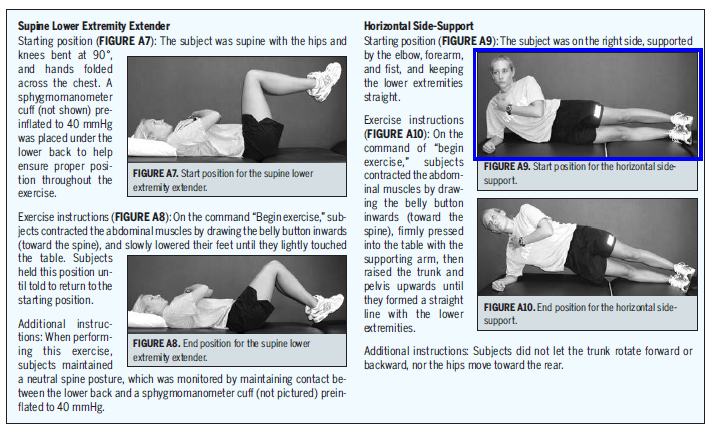 Supine Lower Extremity Extender
Starting position (FIGURE A7): The subject was supine with the hips and
knees bent at 90°,
and hands folded
across the chest. A
sphygmomanometer
cuff (not shown) pre-
inflated to 40 mmHg
was placed under the
lower back to help
ensure proper posi-
tion throughout the
exercise.
FIGURE A7. Start position for the supine lower
extremity extender.
Exercise instructions (FIGURE A8): On the command “Begin exercise,” sub-
jects contracted the abdominal muscles by drawing the belly button inwards
(toward the spine), and slowly lowered their feet until they lightly touched
the table. Subjects
held this position un-
til told to return to the
starting position.
Additional instruc-
tions: When perform-
ing this exercise,
subjects maintained
FIGURE A8. End position for the supine lower
extremity extender.
a neutral spine posture, which was monitored by maintaining contact be-
tween the lower back and a sphygmomanometer cuff (not pictured) prein-
flated to 40 mmHg.
Horizontal Side-Support
Starting position (FIGURE A9): The subject was on the right side, supported
by the elbow, forearm,
and fist, and keeping
the lower extremities
straight.
FIGURE A9. Start position for the horizontal side-
support.
Exercise instructions
(FIGURE A10): On the
command of “begin
exercise,” subjects
contracted the abdom-
inal muscles by draw-
ing the belly button
inwards (toward the
spine), firmly pressed
into the table with the
supporting arm, then
raised the trunk and
pelvis upwards until
they formed a straight
line with the lower
extremities.
FIGURE A10. End position for the horizontal side-
support.
Additional instructions: Subjects did not let the trunk rotate forward or
backward, nor the hips move toward the rear.